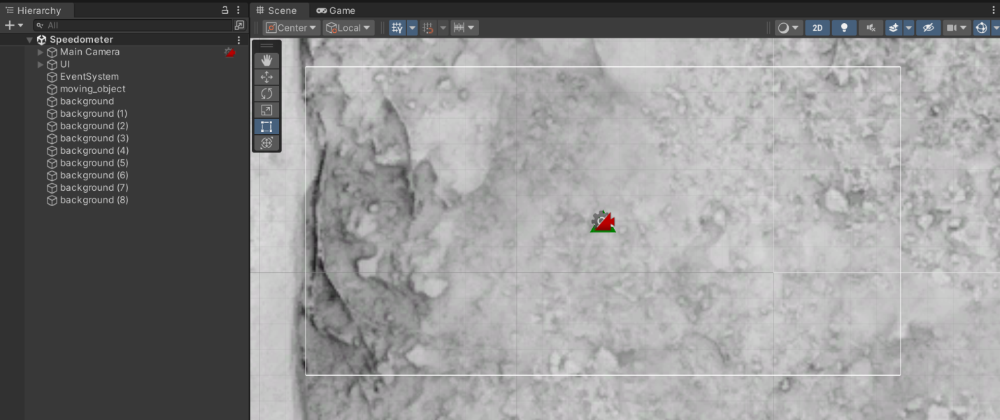 Hierarchy
Scene
Game
All
Center
Local
2D
Speedometer
Main Camera
UI
EventSystem
moving_object
background
background (1)
background (2)
background (3)
background (4)
background (5)
background (6)
background (7)
background (8)